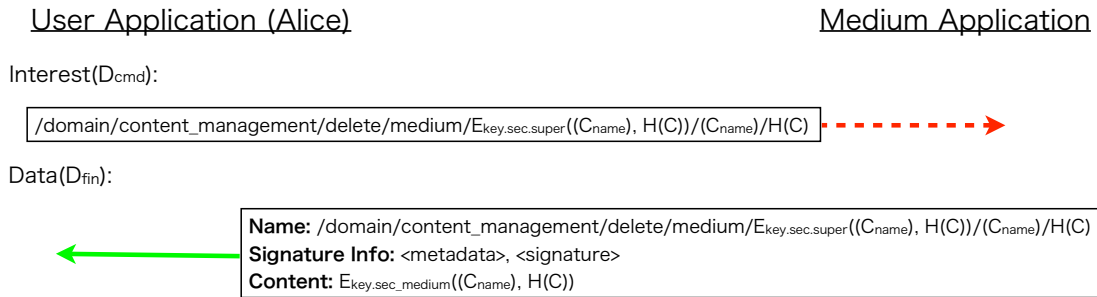 User Application (Alice) Medium Application
Interest(Dcmd):
/domain/content_management/delete/medium/Ekey.sec.super((Cname), H(C))/(Cname)/H(C)
Data(Dfin):
Name: /domain/content_management/delete/medium/Ekey.sec.super((Cname), H(C))/(Cname)/H(C)
Signature Info: <metadata>, <signature>
Content: Ekey.sec_medium((Cname), H(C))